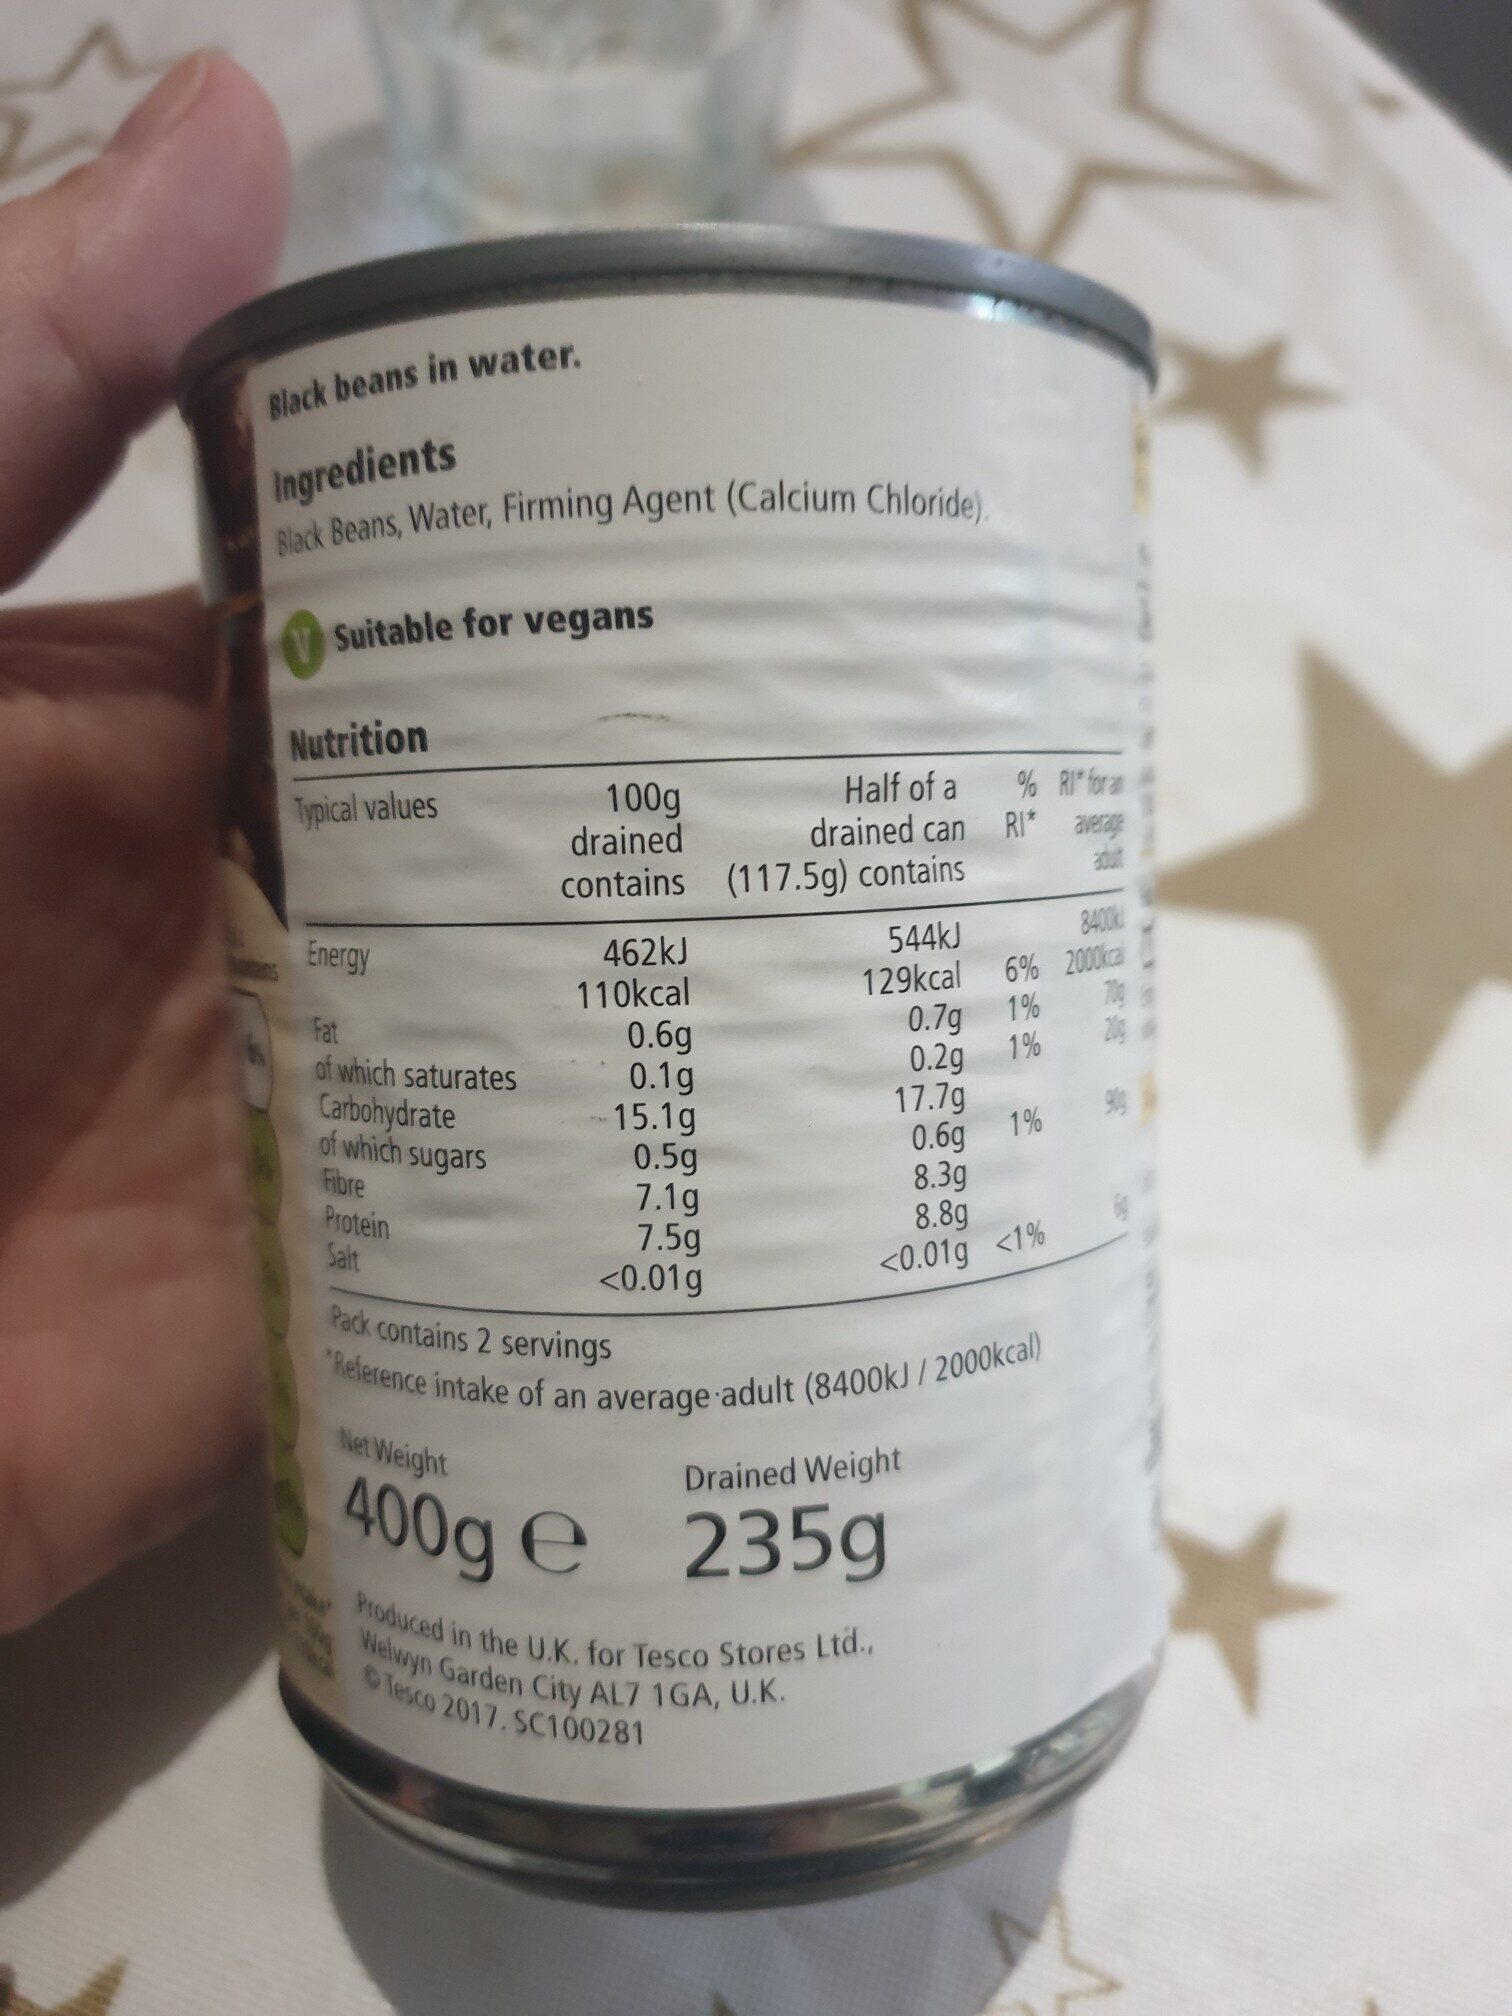 Black beans in water.
Ingredients
Black Beans, Water, Firming Agent (Calcium Chloride).
V Suitable for vegans
Nutrition
Typical values 100g drained contains Half of a drained can (117.5g) contains % RI* RI* for an average adult
Energy 462kJ 544kJ 8400kJ
110kcal 129kcal 6% 2000kcal
Fat 0.6g 0.7g 1% 70g
of which saturates 0.1g 0.2g 1% 20g
Carbohydrate 15.1g 17.7g
of which sugars 0.5g 0.6g 1% 90g
Fibre 7.1g 8.3g
Protein 7.5g 8.8g
Salt <0.01g <0.01g <1% 6g
Pack contains 2 servings
*Reference intake of an average adult (8400kJ / 2000kcal)
Net Weight
400g e
Drained Weight
235g
Produced in the U.K. for Tesco Stores Ltd.,
Welwyn Garden City AL7 1GA, U.K.
© Tesco 2017. SC100281